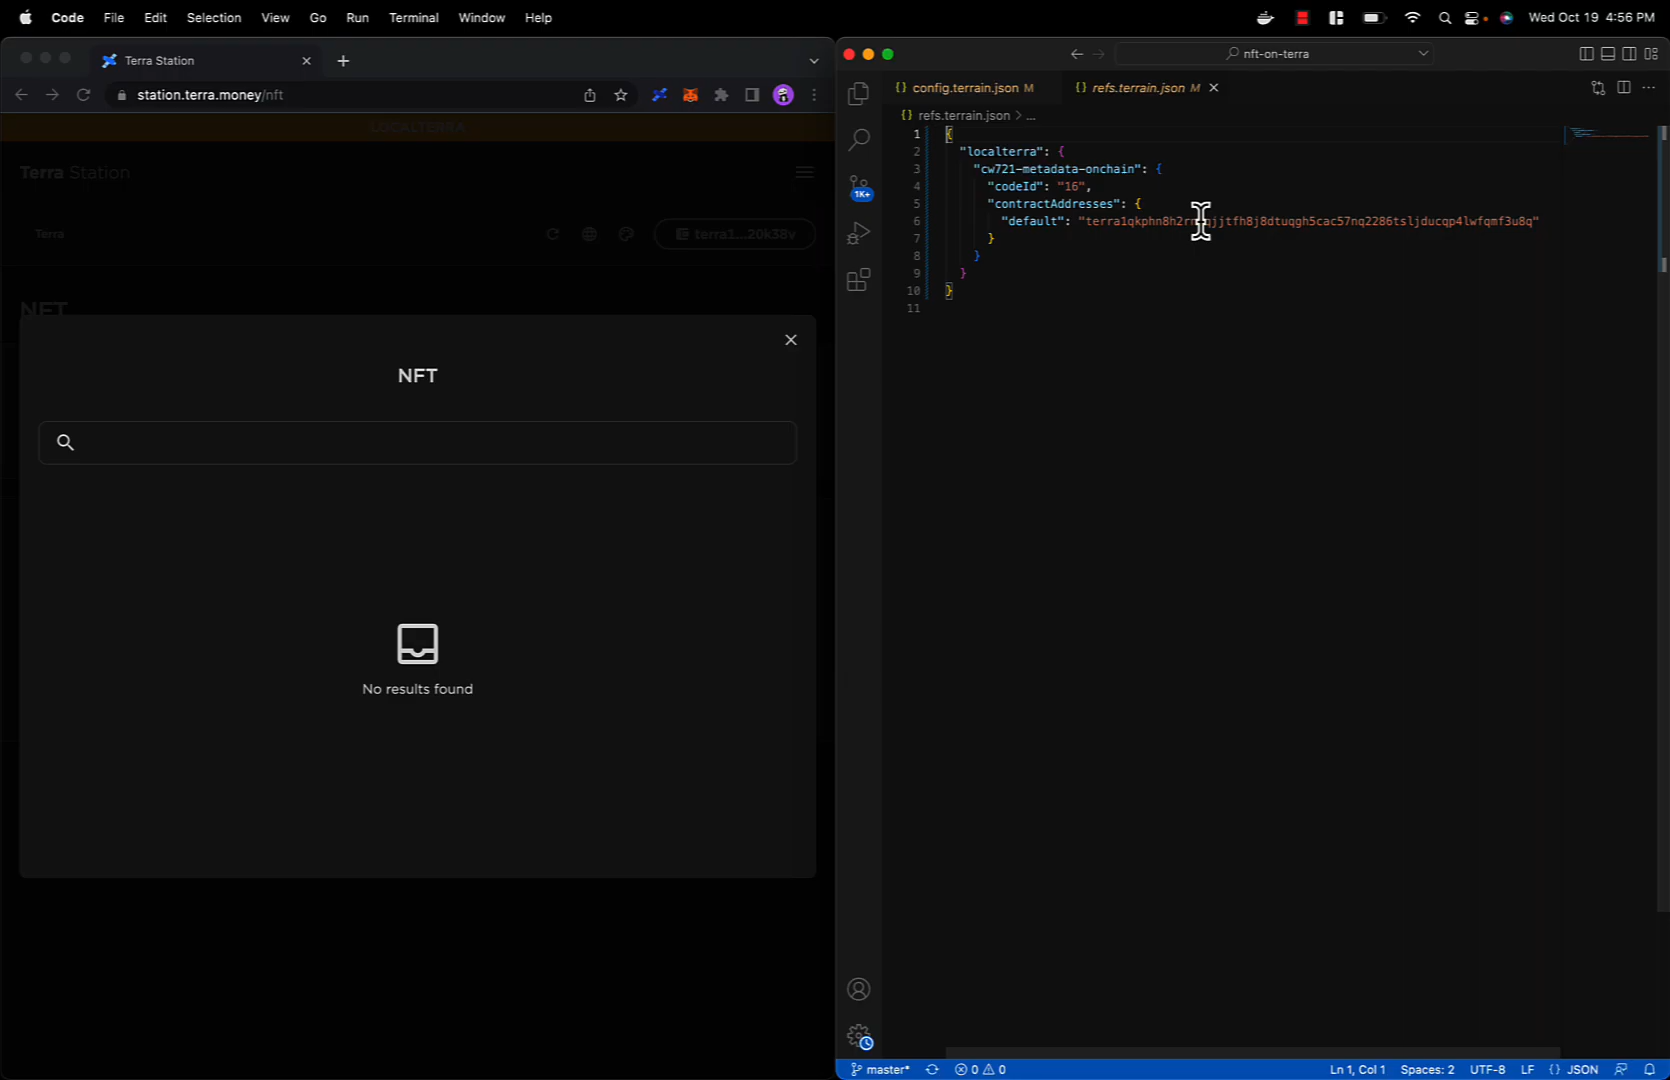 Code File Edit Selection View Go Run Terminal Window Help
Wed Oct 19 4:56 PM
Terra Station
station.terra.money/nft
LOCALTERRA
Terra Station
Terra
terra1...20k38v
NFT
NFT
No results found
nft-on-terra
{} config.terrain.json M
{} refs.terrain.json M
{} refs.terrain.json > ...
1 {
2 "localterra": {
3 "cw721-metadata-onchain": {
4 "codeId": "16",
5 "contractAddresses": {
6 "default":
7 }
8 }
9 }
10 }
11
1K+
master* 0 0
Ln 1, Col 1 Spaces: 2 UTF-8 LF {} JSON